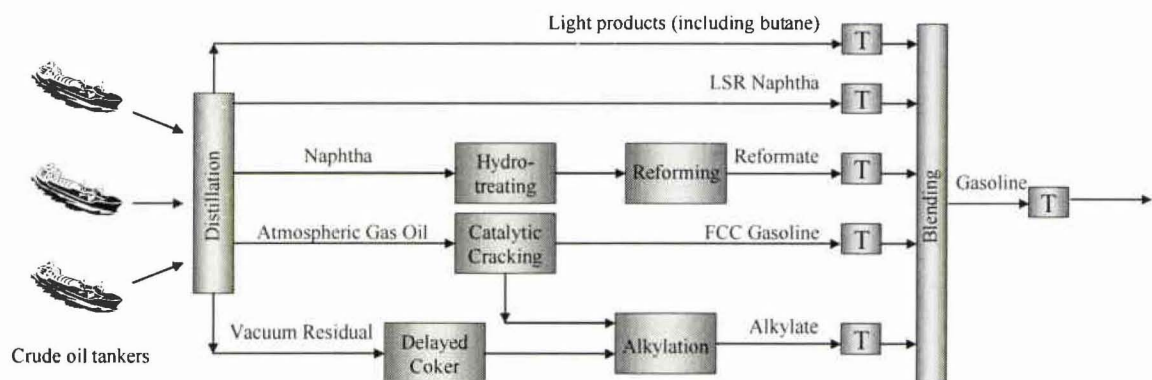 Light products (including butane)
T
LSR Naphtha
T
Distillation
Naphtha
Hydro-
treating
Reforming
Reformate
T
Blending
Gasoline
T
Atmospheric Gas Oil
Catalytic
Cracking
FCC Gasoline
T
Vacuum Residual
Delayed
Coker
Alkylation
Alkylate
T
Crude oil tankers